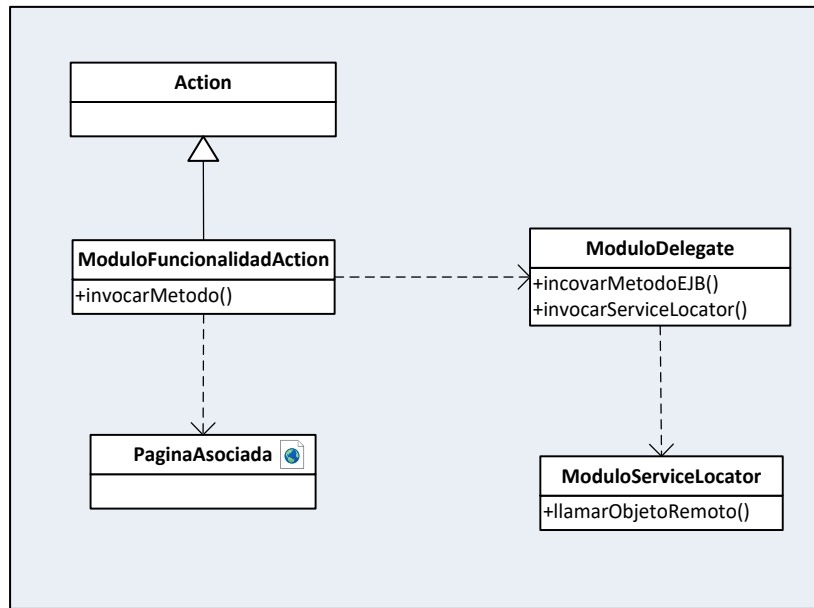 Action
ModuloFuncionalidadAction
+invocarMetodo()
ModuloDelegate
+incovarMetodoEJB()
+invocarServiceLocator()
PaginaAsociada
ModuloServiceLocator
+llamarObjetoRemoto()